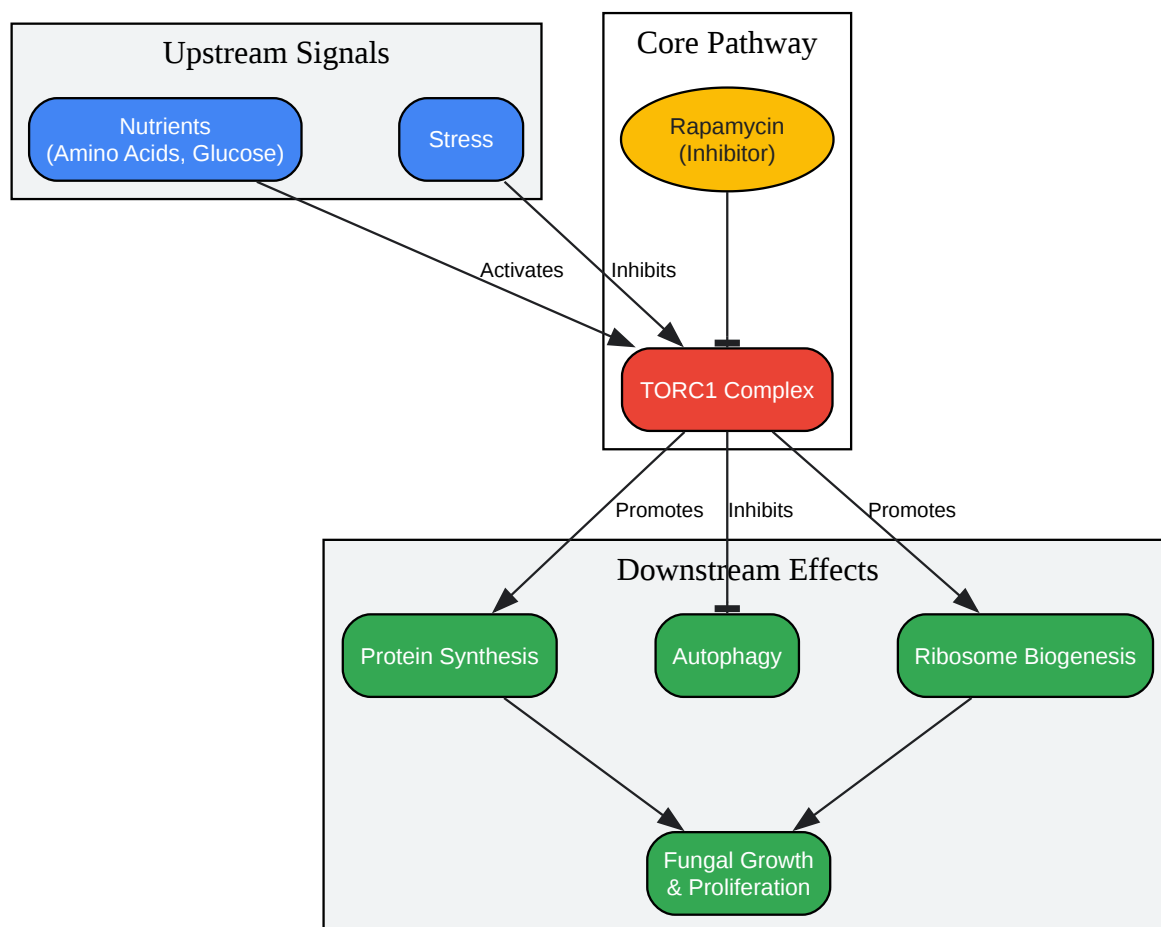 Upstream Signals
Core Pathway
Nutrients
(Amino Acids, Glucose)
Stress
Rapamycin
(Inhibitor)
Activates
Inhibits
TORC1 Complex
Promotes
Inhibits
Promotes
Downstream Effects
Protein Synthesis
Autophagy
Ribosome Biogenesis
Fungal Growth
& Proliferation